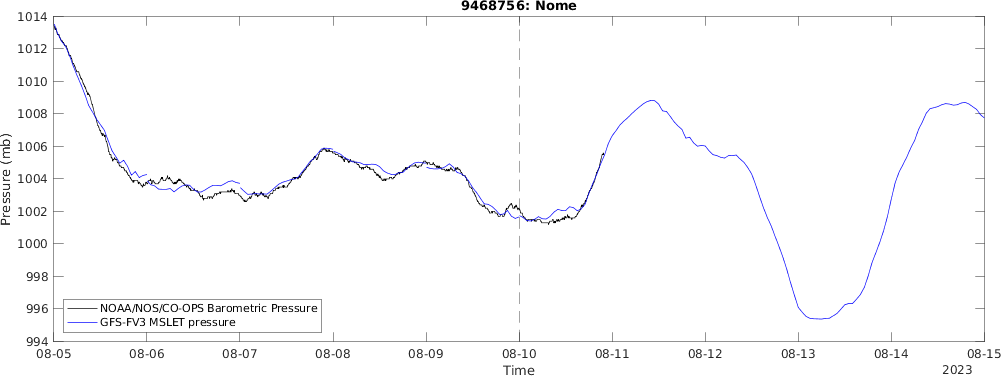 9468756: Nome
1014
1012
1010
1008
1006
1004
1002
1000
998
996
994
Pressure (mb)
NOAA/NOS/CO-OPS Barometric Pressure
GFS-FV3 MSLET pressure
08-05 08-06 08-07 08-08 08-09 08-10 08-11 08-12 08-13 08-14 08-15
Time
2023